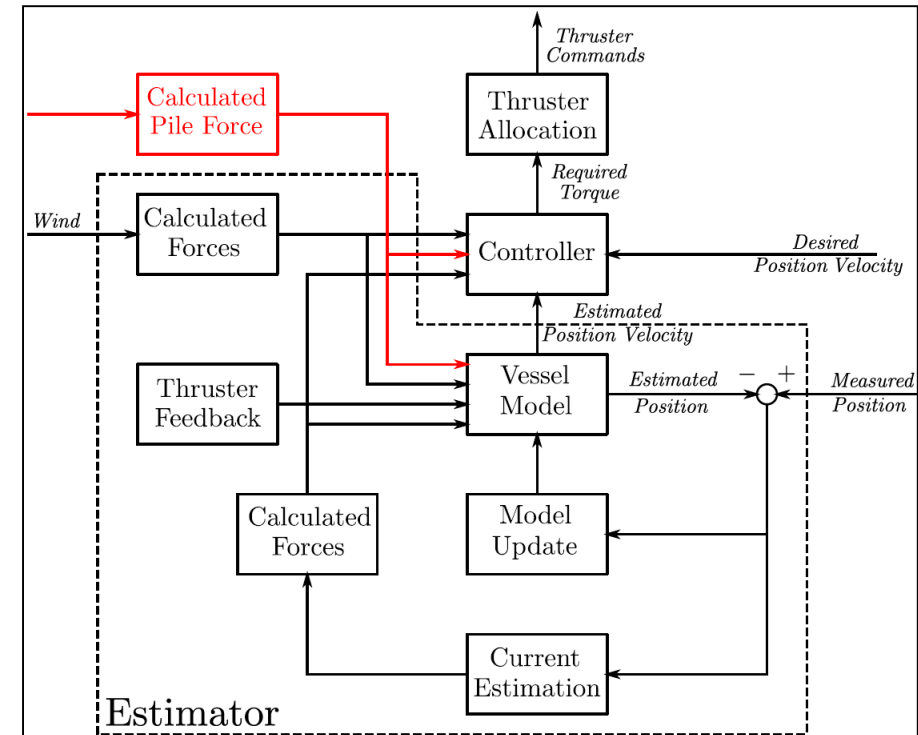 Thruster
Commands
Calculated
Pile Force
Thruster
Allocation
Required
Torque
Wind
Calculated
Forces
Controller
Desired
Position Velocity
Estimated
Position Velocity
Thruster
Feedback
Vessel
Model
Estimated
Position
− +
Measured
Position
Calculated
Forces
Model
Update
Current
Estimation
Estimator